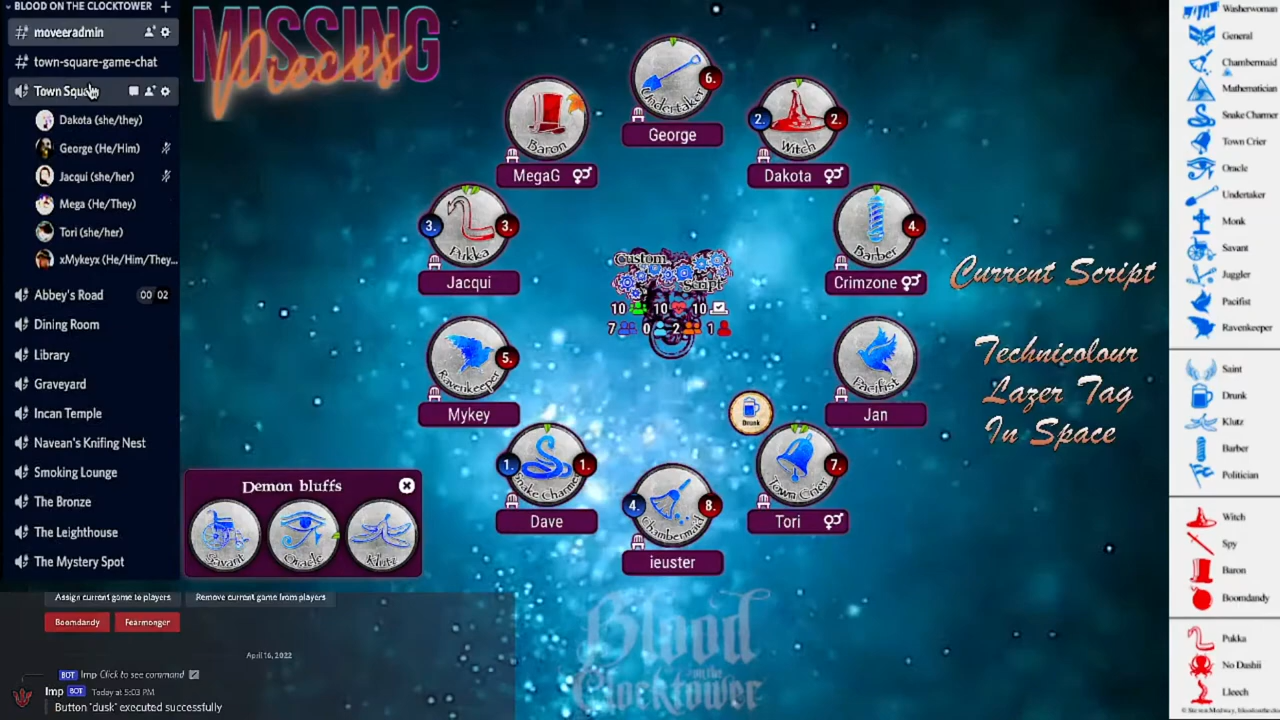 BLOOD ON THE CLOCKTOWER
moveeradmin
town-square-game-chat
Town Square
Dakota (she/they)
George (He/Him)
Jacqui (she/her)
Mega (He/They)
Tori (she/her)
xMykeyx (He/Him/They...
Abbey's Road
00 02
Dining Room
Library
Graveyard
Incan Temple
Navean's Knifing Nest
Smoking Lounge
The Bronze
The Leighthouse
The Mystery Spot
Assign current game to players
Remove current game from players
Boomdandy
Fearmonger
April 16, 2022
BOT Imp Click to see command
Imp BOT Today at 5:03 PM
Button "dusk" executed successfully
MISSING
Pieces
Undertaker
6.
George
Baron
MegaG
2.
2.
Witch
Dakota
3.
3.
Pukka
Jacqui
Barber
4.
Crimzone
Custom
Script
10 10 10
7 0 2 1
Ravenkeeper
5.
Mykey
Pacifist
Jan
Drunk
1.
1.
Snake Charmer
Dave
4.
8.
Chambermaid
ieuster
Town Crier
7.
Tori
Demon bluffs
Savant
Oracle
Klutz
Blood
on the
Clocktower
Current Script
Technicolour
Lazer Tag
In Space
Washerwoman
General
Chambermaid
Mathematician
Snake Charmer
Town Crier
Oracle
Undertaker
Monk
Savant
Juggler
Pacifist
Ravenkeeper
Saint
Drunk
Klutz
Barber
Politician
Witch
Spy
Baron
Boomdandy
Pukka
No Dashii
Lleech